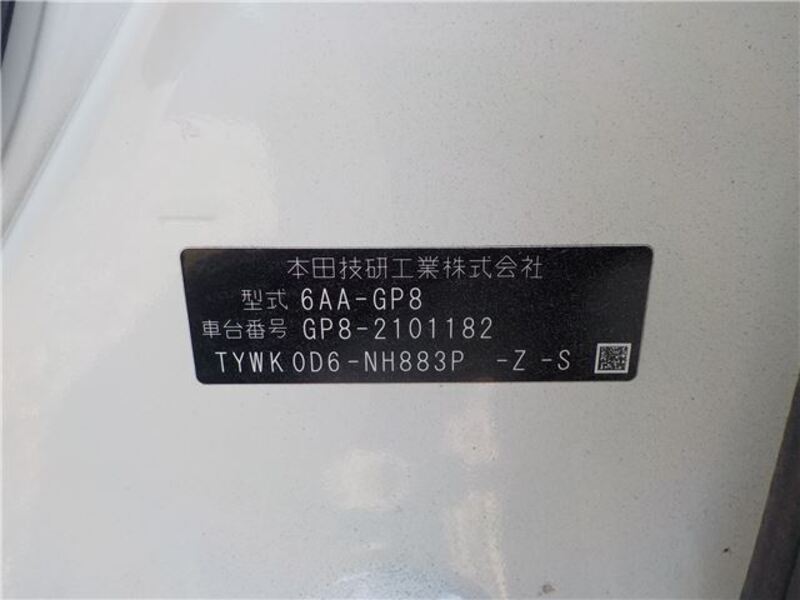 本田技研工業株式会社
型式 6AA-GP8
車台番号 GP8-2101182
TYWK0D6-NH883P -Z-S